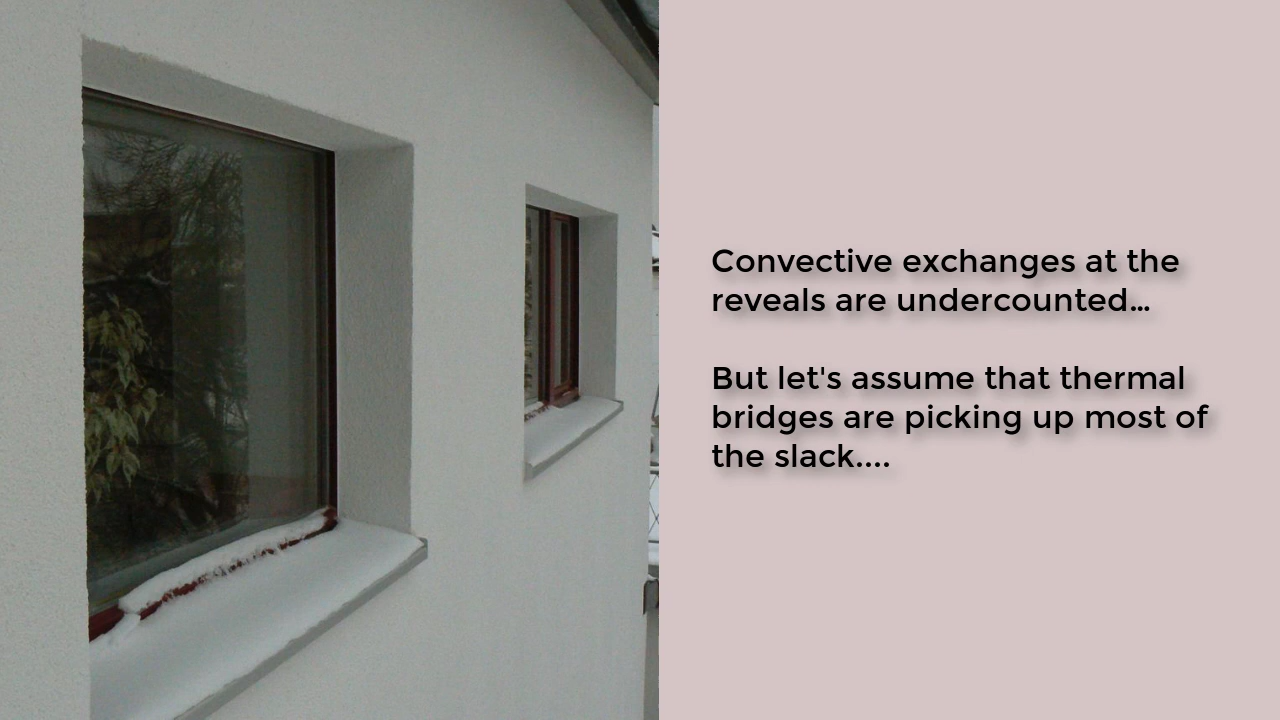 Convective exchanges at the
reveals are undercounted…
But let's assume that thermal
bridges are picking up most of
the slack....